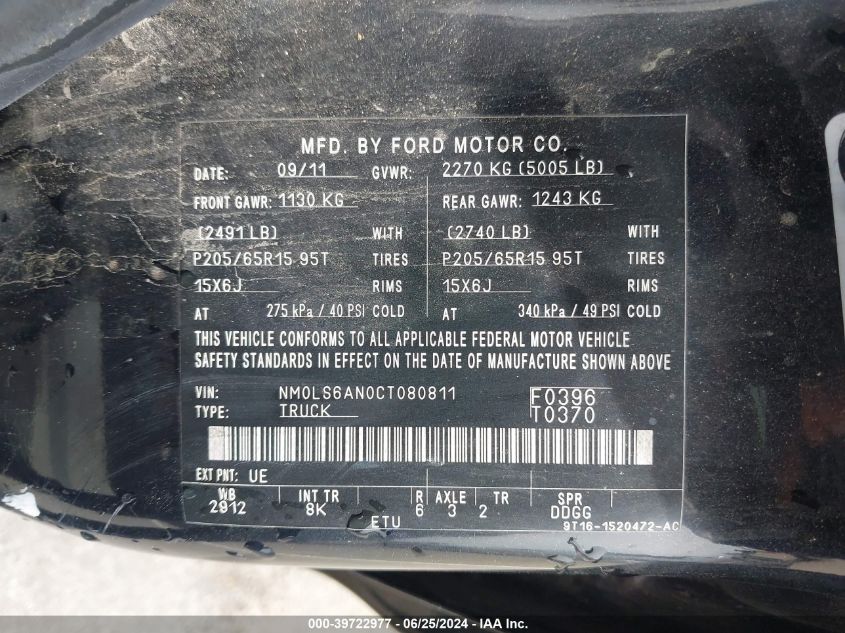 MFD. BY FORD MOTOR CO.
DATE: 09/11 GVWR: 2270 KG (5005 LB)
FRONT GAWR: 1130 KG REAR GAWR: 1243 KG
(2491 LB) WITH (2740 LB) WITH
P205/65R15 95T TIRES P205/65R15 95T TIRES
15X6J RIMS 15X6J RIMS
AT 275 kPa / 40 PSI COLD AT 340 kPa / 49 PSI COLD
THIS VEHICLE CONFORMS TO ALL APPLICABLE FEDERAL MOTOR VEHICLE
SAFETY STANDARDS IN EFFECT ON THE DATE OF MANUFACTURE SHOWN ABOVE
VIN: NM0LS6AN0CT080811 F0396
TYPE: TRUCK T0370
EXT PNT: UE
WB INT TR R AXLE TR SPR
2912 8K 6 3 2 DDGG
ETU 9T16-1520472-AC
000-39722977 - 06/25/2024 - IAA Inc.